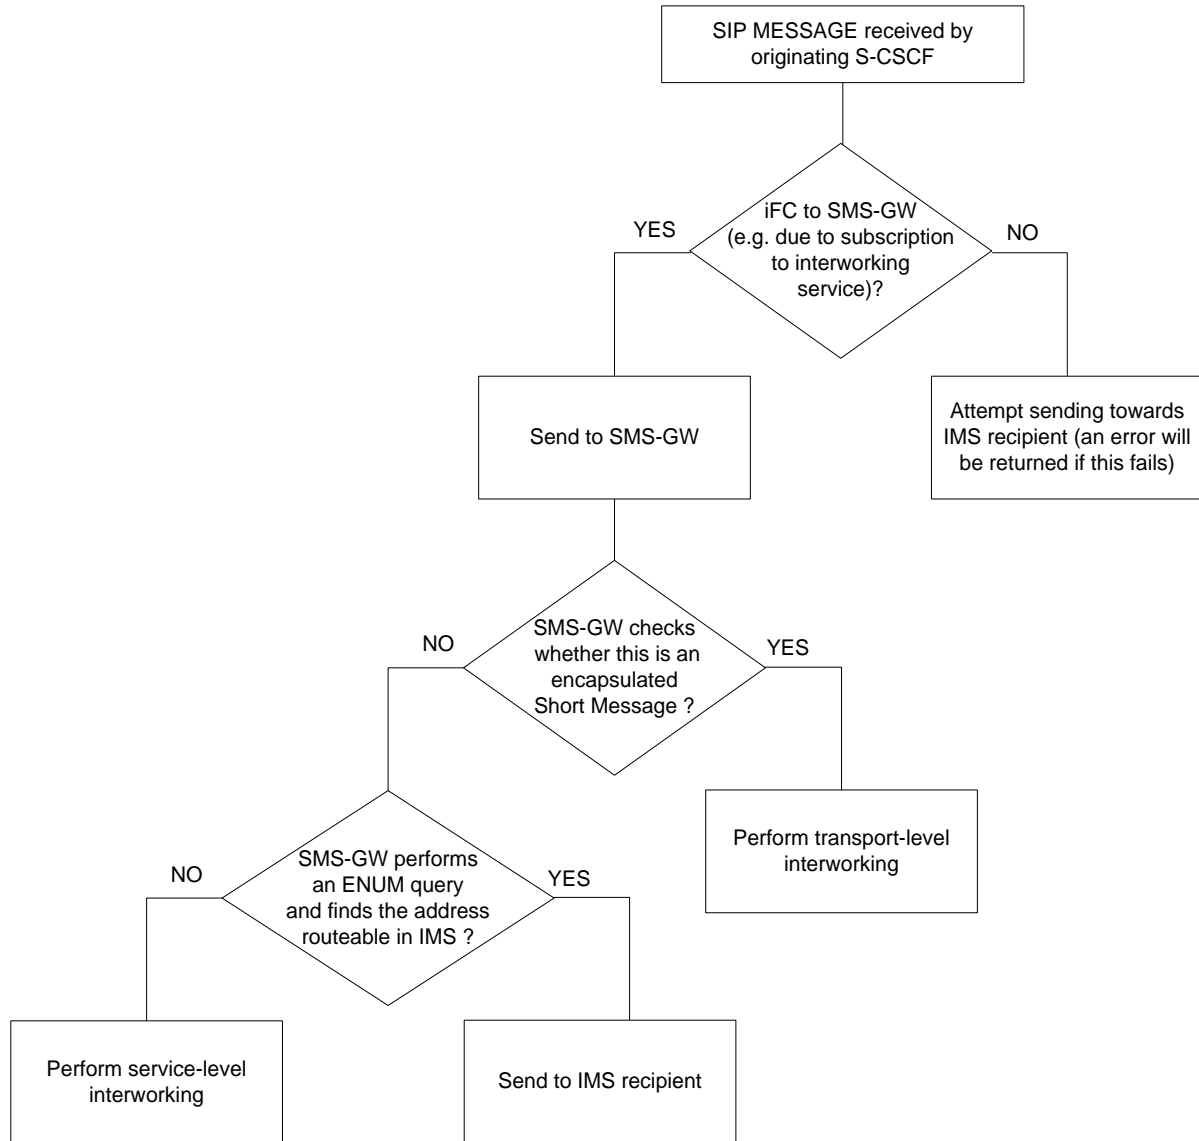 SIP MESSAGE received by
originating S-CSCF
iFC to SMS-GW
(e.g. due to subscription
to interworking
service)?
YES
NO
Send to SMS-GW
Attempt sending towards
IMS recipient (an error will
be returned if this fails)
SMS-GW checks
whether this is an
encapsulated
Short Message ?
NO
YES
Perform transport-level
interworking
SMS-GW performs
an ENUM query
and finds the address
routeable in IMS ?
NO
YES
Perform service-level
interworking
Send to IMS recipient